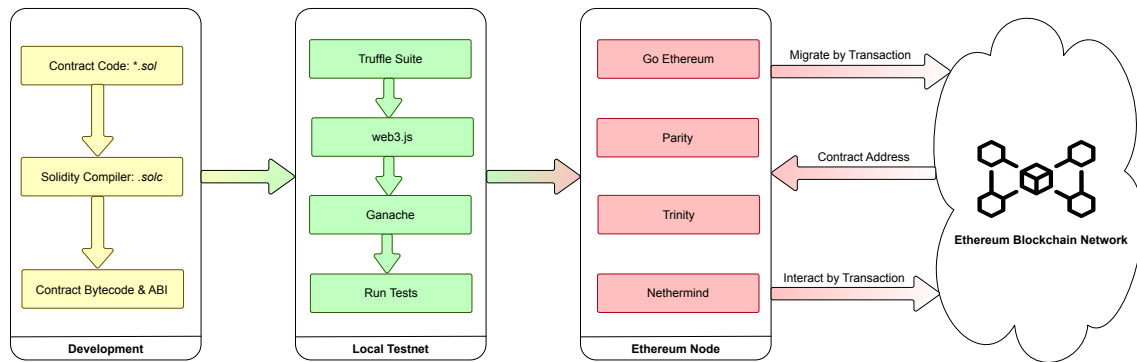 Contract Code: *.sol
Solidity Compiler: .solc
Contract Bytecode & ABI
Development
Truffle Suite
web3.js
Ganache
Run Tests
Local Testnet
Go Ethereum
Parity
Trinity
Nethermind
Ethereum Node
Migrate by Transaction
Contract Address
Interact by Transaction
Ethereum Blockchain Network